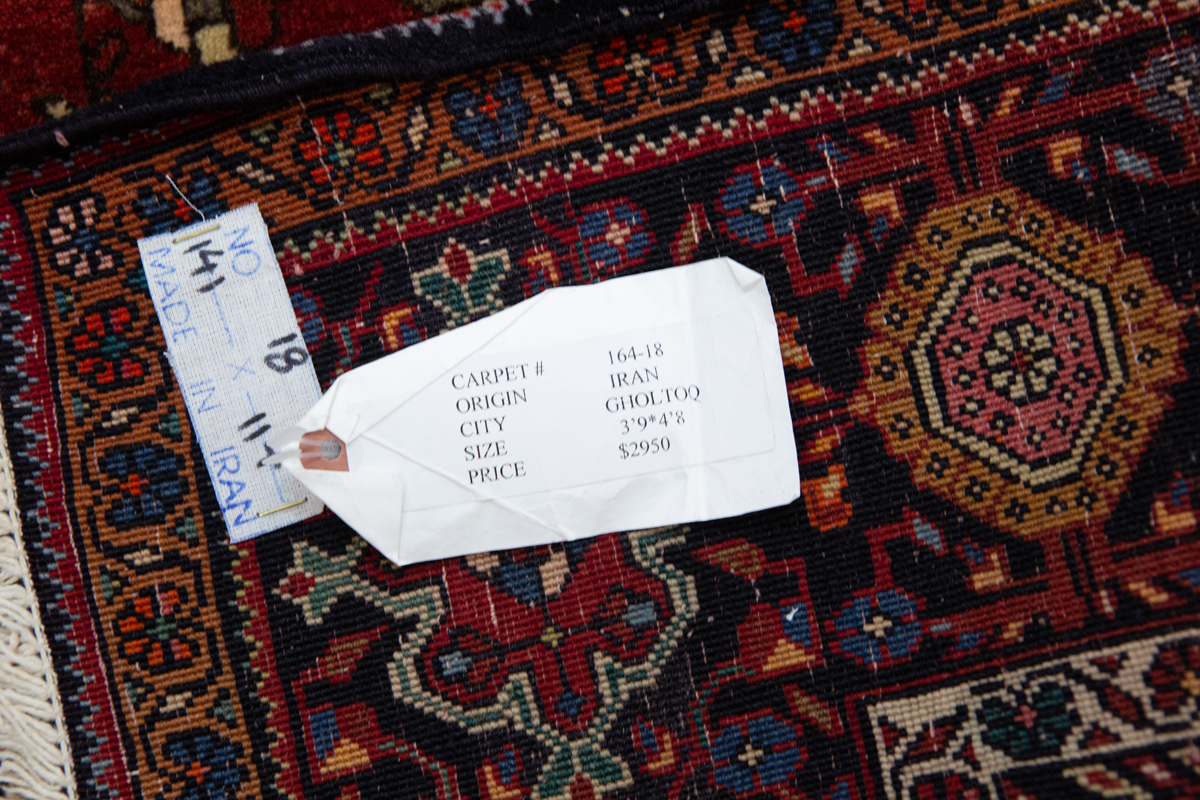 NO 18
141 X 114
MADE IN IRAN
CARPET # 164-18
ORIGIN IRAN
CITY GHOLTOQ
SIZE 3'9*4'8
PRICE $2950